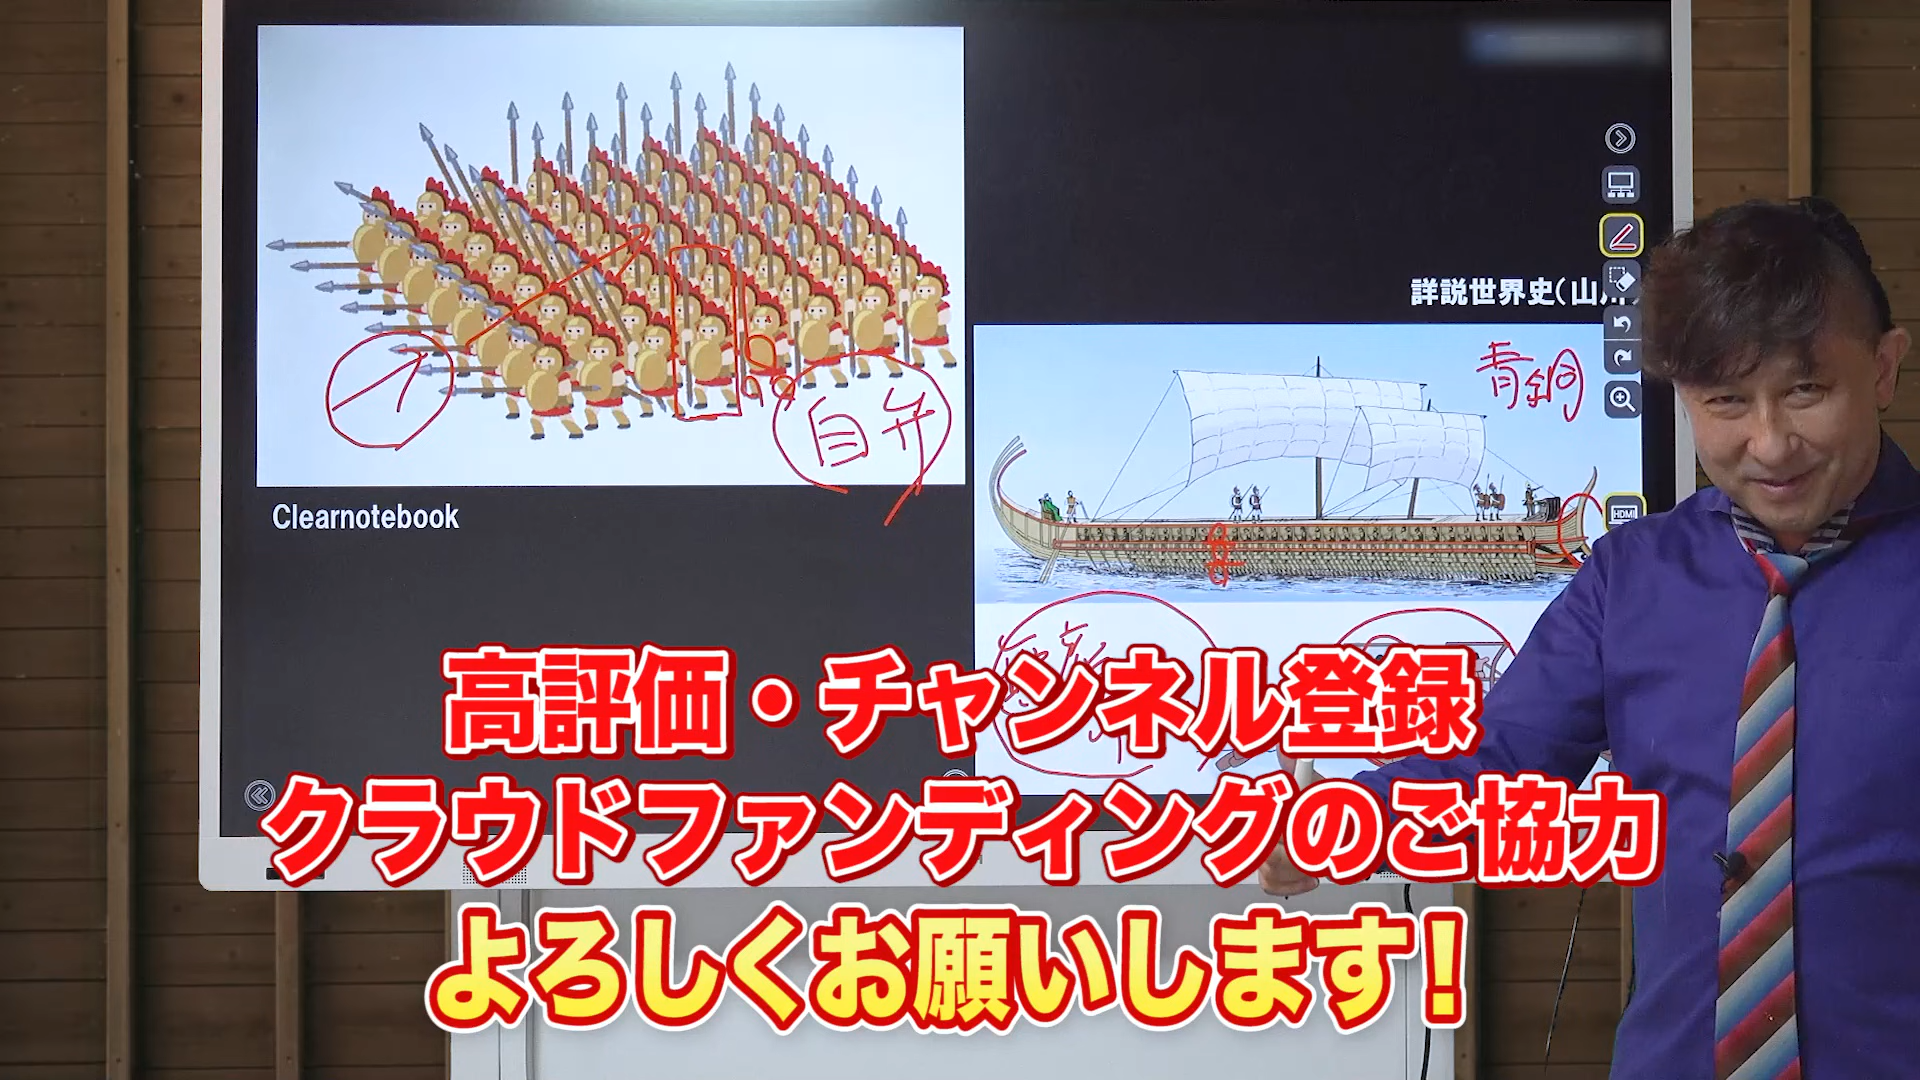 詳説世界史(山川
青銅
自弁
Clearnotebook
HDMI
高評価・チャンネル登録
クラウドファンディングのご協力
よろしくお願いします!